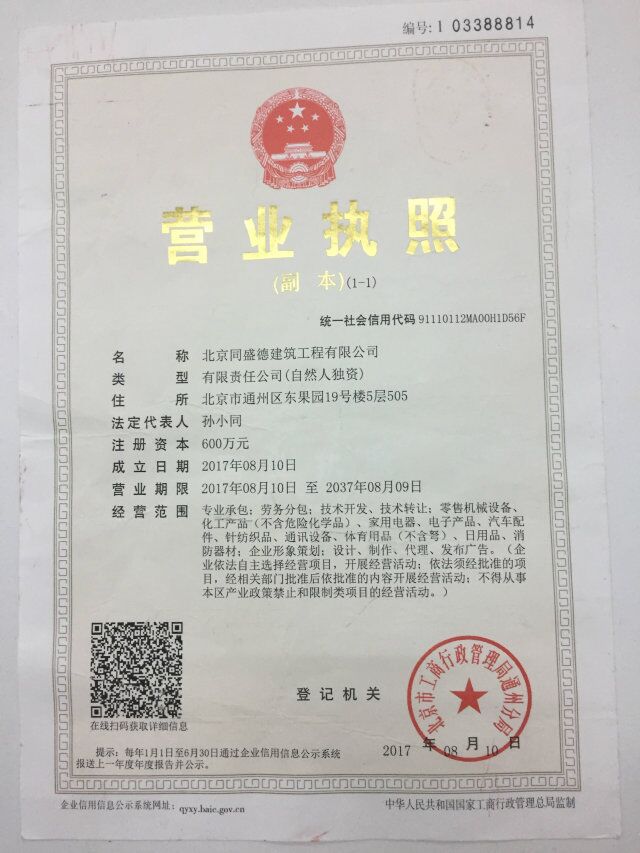 编号:1 03388814
营业执照
(副 本)(1-1)
统一社会信用代码 91110112MA00H1D56F
名 称 北京同盛德建筑工程有限公司
类 型 有限责任公司(自然人独资)
住 所 北京市通州区东果园19号楼5层505
法定代表人 孙小同
注册资本 600万元
成立日期 2017年08月10日
营业期限 2017年08月10日 至 2037年08月09日
经营范围 专业承包；劳务分包；技术开发、技术转让；零售机械设备、
化工产品（不含危险化学品）、家用电器、电子产品、汽车配
件、针纺织品、通讯设备、体育用品（不含弩）、日用品、消
防器材；企业形象策划；设计、制作、代理、发布广告。（企
业依法自主选择经营项目，开展经营活动；依法须经批准的项
目，经相关部门批准后依批准的内容开展经营活动；不得从事
本区产业政策禁止和限制类项目的经营活动。）
在线扫码获取详细信息
登记机关
北京市工商行政管理局通州分局
2017 年 08 月 10 日
提示：每年1月1日至6月30日通过企业信用信息公示系统
报送上一年度年度报告并公示。
企业信用信息公示系统网址： qyxy.baic.gov.cn
中华人民共和国国家工商行政管理总局监制